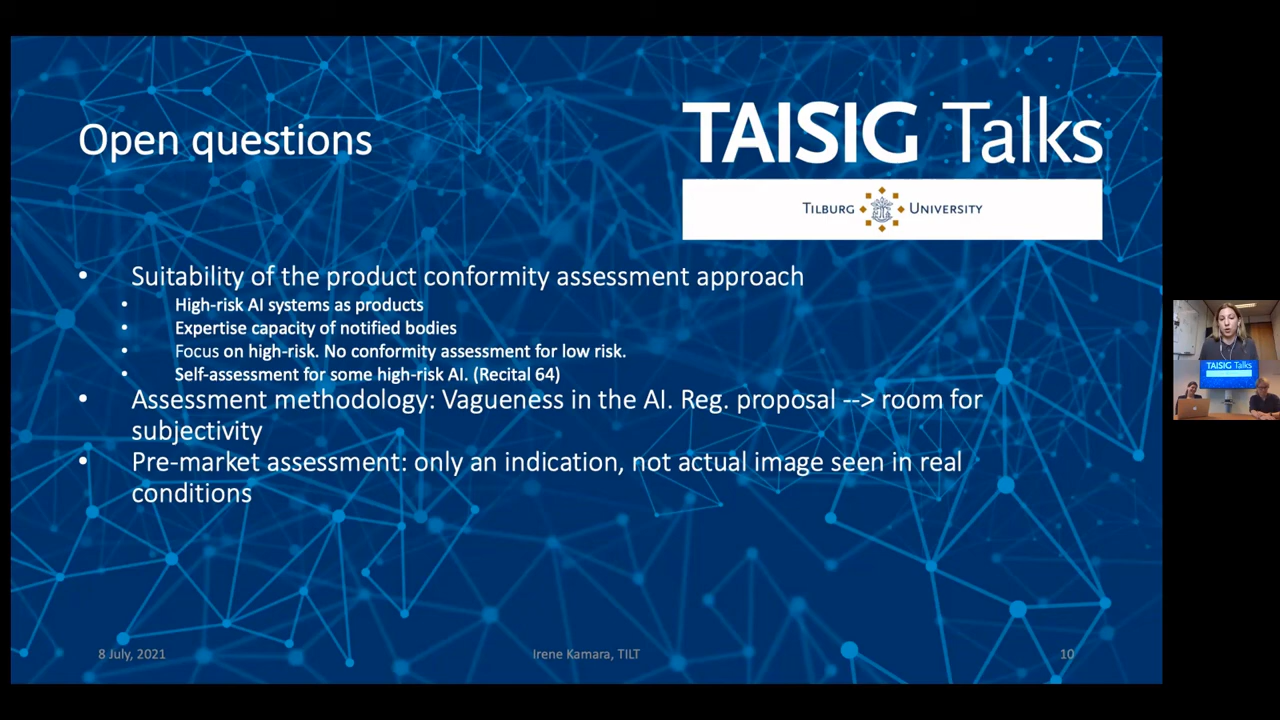 Open questions
TAISIG Talks
TILBURG UNIVERSITY
• Suitability of the product conformity assessment approach
• High-risk AI systems as products
• Expertise capacity of notified bodies
• Focus on high-risk. No conformity assessment for low risk.
• Self-assessment for some high-risk AI. (Recital 64)
• Assessment methodology: Vagueness in the AI. Reg. proposal --> room for
subjectivity
• Pre-market assessment: only an indication, not actual image seen in real
conditions
8 July, 2021
Irene Kamara, TILT
10
TAISIG Talks